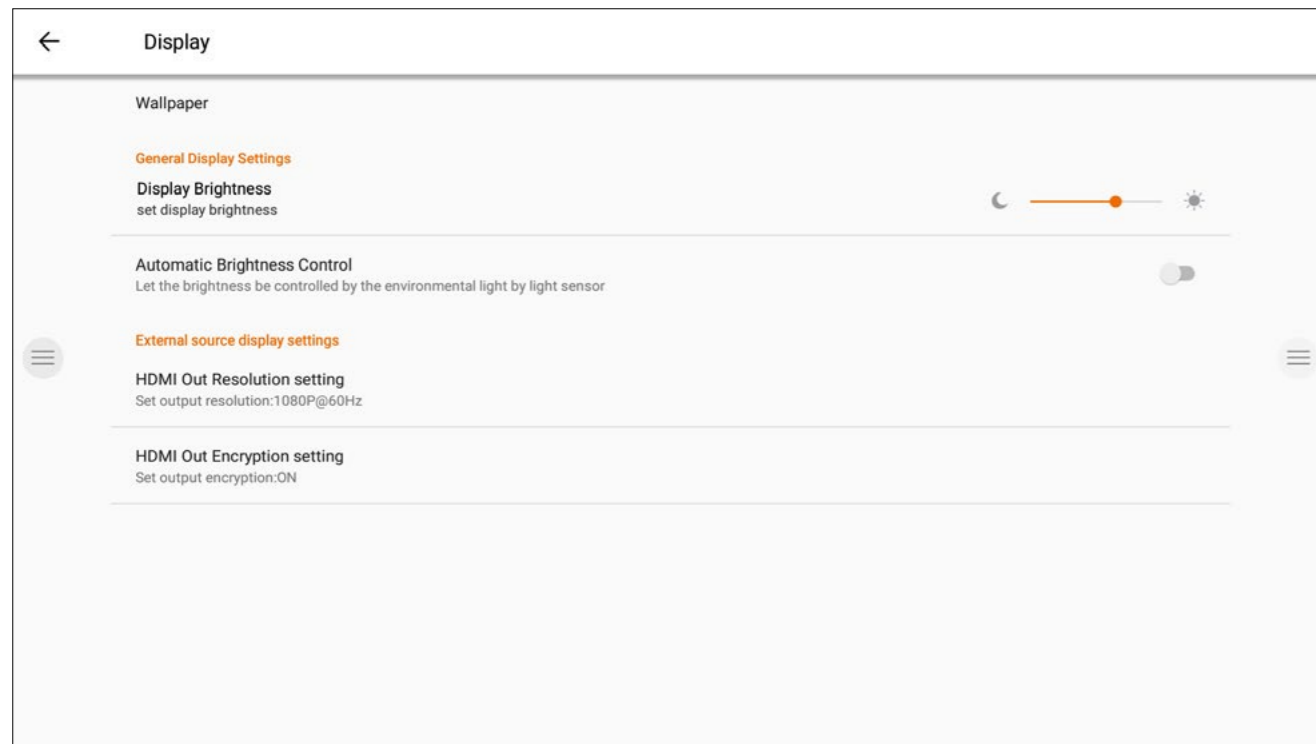 Display
Wallpaper
General Display Settings
Display Brightness
set display brightness
Automatic Brightness Control
Let the brightness be controlled by the environmental light by light sensor
External source display settings
HDMI Out Resolution setting
Set output resolution:1080P@60Hz
HDMI Out Encryption setting
Set output encryption:ON